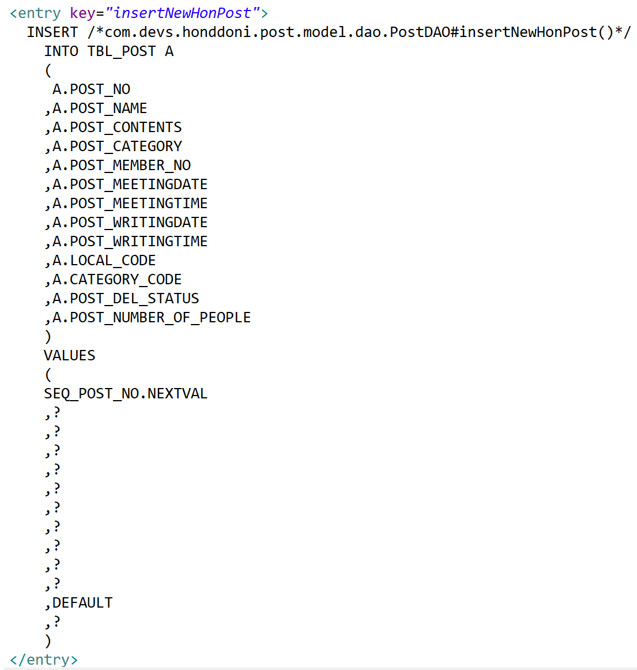 <entry key="insertNewHonPost">
INSERT /*com.devs.honddoni.post.model.dao.PostDAO#insertNewHonPost()*/
INTO TBL_POST A
(
A.POST_NO
,A.POST_NAME
,A.POST_CONTENTS
,A.POST_CATEGORY
,A.POST_MEMBER_NO
,A.POST_MEETINGDATE
,A.POST_MEETINGTIME
,A.POST_WRITINGDATE
,A.POST_WRITINGTIME
,A.LOCAL_CODE
,A.CATEGORY_CODE
,A.POST_DEL_STATUS
,A.POST_NUMBER_OF_PEOPLE
)
VALUES
(
SEQ_POST_NO.NEXTVAL
,?
,?
,?
,?
,?
,?
,?
,?
,?
,?
,DEFAULT
,?
)
</entry>